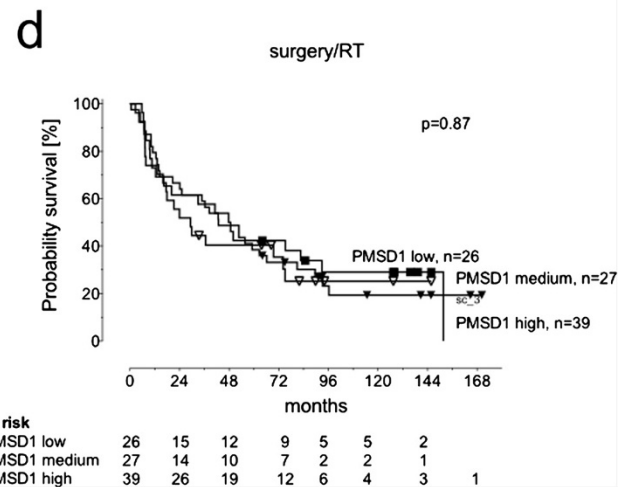 d
surgery/RT
Probability survival [%]
100
80
60
40
20
0
p=0.87
PMSD1 low, n=26
PMSD1 medium, n=27
sc_3
PMSD1 high, n=39
0 24 48 72 96 120 144 168
months
risk
MSD1 low 26 15 12 9 5 5 2
MSD1 medium 27 14 10 7 2 2 1
MSD1 high 39 26 19 12 6 4 3 1